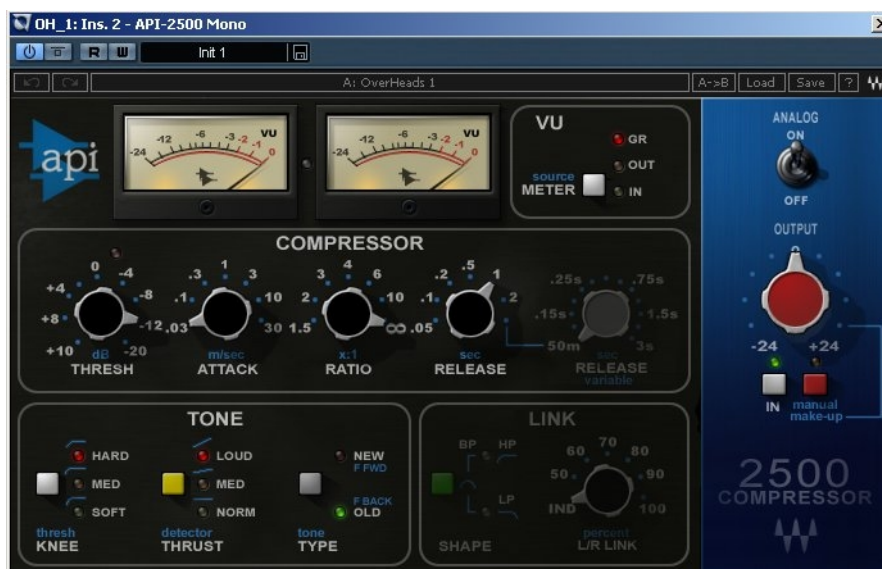 OH_1: Ins. 2 - API-2500 Mono
R W Init 1
A: OverHeads 1 A->B Load Save ?
api
-24 -12 -6 -3 -2 -1 0 VU
-24 -12 -6 -3 -2 -1 0 VU
VU
GR
OUT
IN
source
METER
ANALOG
ON
OFF
OUTPUT
0
-24 +24
IN
manual
make-up
2500
COMPRESSOR
COMPRESSOR
+10 +8 +4 0 -4 -8 -12 -20
dB
THRESH
.03 .1 .3 1 3 10 30
m/sec
ATTACK
1.5 2 3 4 6 10 ∞
x:1
RATIO
.05 .1 .2 .5 1 2
sec
RELEASE
50m .15s .25s .75s 1.5s 3s
sec
RELEASE
variable
TONE
HARD
MED
SOFT
thresh
KNEE
LOUD
MED
NORM
detector
THRUST
NEW
F FWD
F BACK
OLD
tone
TYPE
LINK
BP HP
LP
SHAPE
IND 50 60 70 80 90 100
percent
L/R LINK